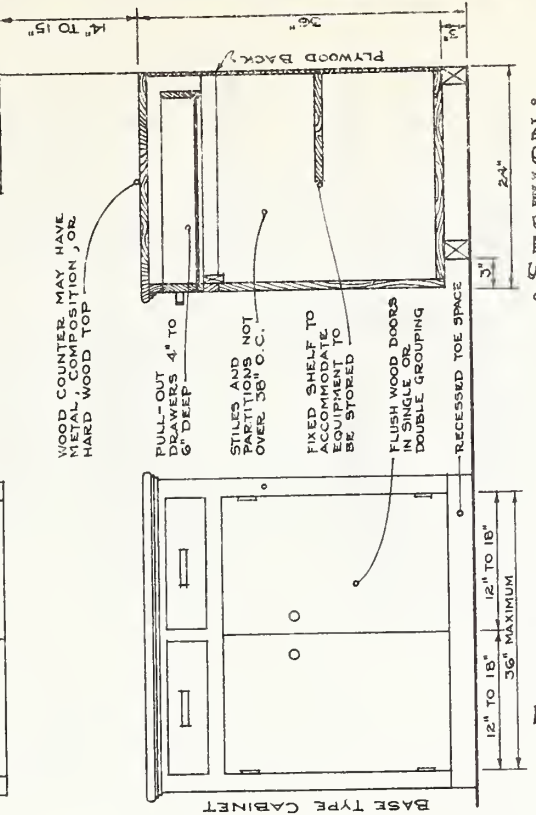 14" TO 15"
36"
3"
PLYWOOD BACK
WOOD COUNTER MAY HAVE
METAL, COMPOSITION, OR
HARD WOOD TOP
PULL-OUT
DRAWERS 4" TO
6" DEEP
STILES AND
PARTITIONS NOT
OVER 38" O.C.
FIXED SHELF TO
ACCOMMODATE
EQUIPMENT TO
BE STORED
FLUSH WOOD DOORS
IN SINGLE OR
DOUBLE GROUPING
RECESSED TOE SPACE
3"
24"
BASE TYPE CABINET
12" TO 18"
12" TO 18"
36" MAXIMUM